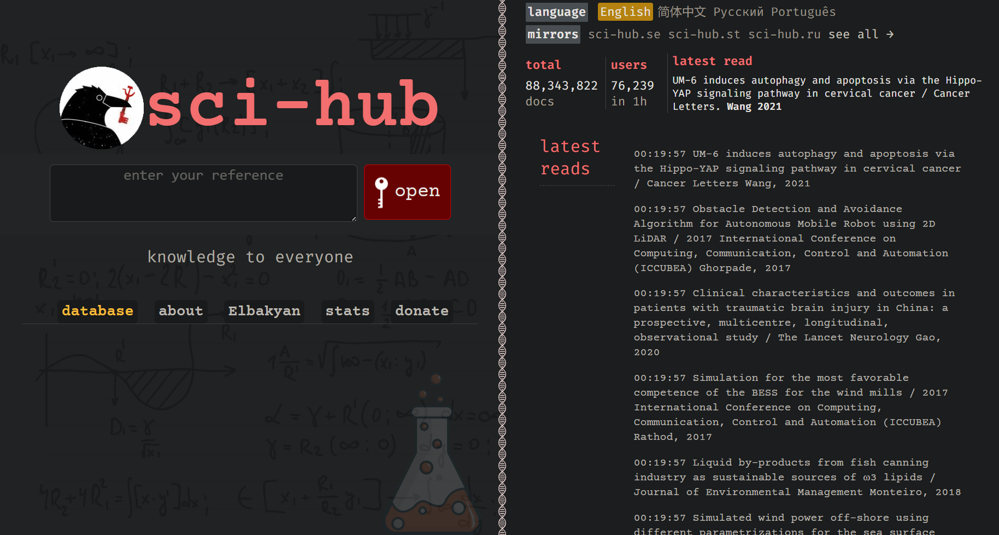 sci-hub
enter your reference
open
knowledge to everyone
database about Elbakyan stats donate
language English 简体中文 Русский Português
mirrors sci-hub.se sci-hub.st sci-hub.ru see all →
total
88,343,822
docs
users
76,239
in 1h
latest read
UM-6 induces autophagy and apoptosis via the Hippo-
YAP signaling pathway in cervical cancer / Cancer
Letters. Wang 2021
latest
reads
00:19:57 UM-6 induces autophagy and apoptosis via
the Hippo-YAP signaling pathway in cervical cancer
/ Cancer Letters Wang, 2021
00:19:57 Obstacle Detection and Avoidance
Algorithm for Autonomous Mobile Robot using 2D
LiDAR / 2017 International Conference on
Computing, Communication, Control and Automation
(ICCUBEA) Ghorpade, 2017
00:19:57 Clinical characteristics and outcomes in
patients with traumatic brain injury in China: a
prospective, multicentre, longitudinal,
observational study / The Lancet Neurology Gao,
2020
00:19:57 Simulation for the most favorable
competence of the BESS for the wind mills / 2017
International Conference on Computing,
Communication, Control and Automation (ICCUBEA)
Rathod, 2017
00:19:57 Liquid by-products from fish canning
industry as sustainable sources of ω3 lipids /
Journal of Environmental Management Monteiro, 2018
00:19:57 Simulated wind power off-shore using
different parametrizations for the sea surface